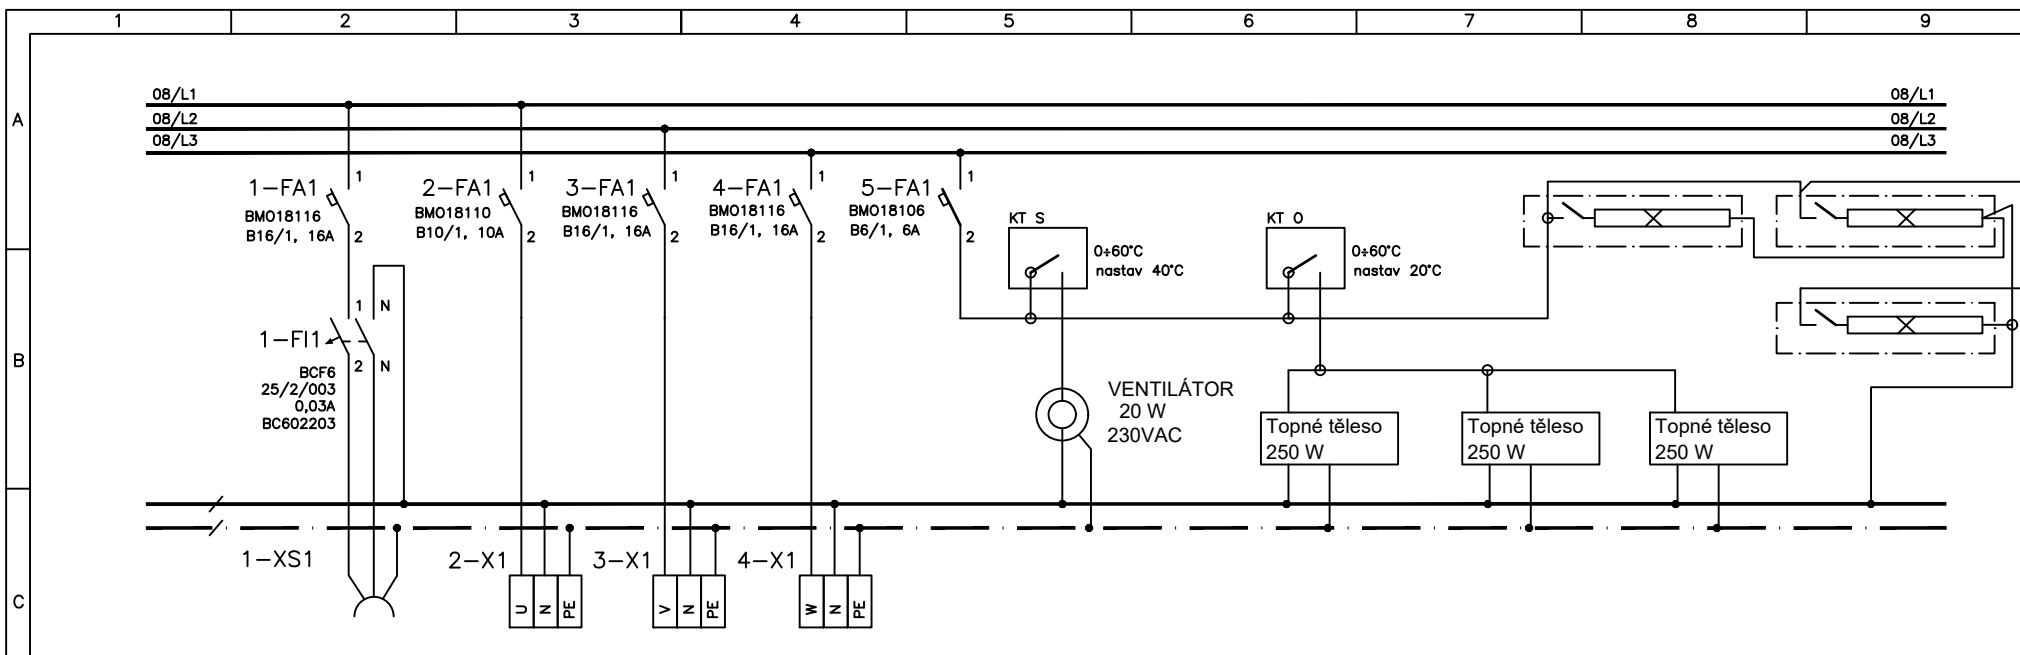 1 2 3 4 5 6 7 8 9
A
B
C
08/L1 08/L1
08/L2 08/L2
08/L3 08/L3
1-FA1
BMO18116
B16/1, 16A
1
2
2-FA1
BMO18110
B10/1, 10A
1
2
3-FA1
BMO18116
B16/1, 16A
1
2
4-FA1
BMO18116
B16/1, 16A
1
2
5-FA1
BMO18106
B6/1, 6A
1
2
KT S
0÷60°C
nastav 40°C
KT O
0÷60°C
nastav 20°C
1 N
1-FI1
2 N
BCF6
25/2/003
0,03A
BC602203
VENTILÁTOR
20 W
230VAC
Topné těleso
250 W
Topné těleso
250 W
Topné těleso
250 W
1-XS1
2-X1
U N PE
3-X1
V N PE
4-X1
W N PE